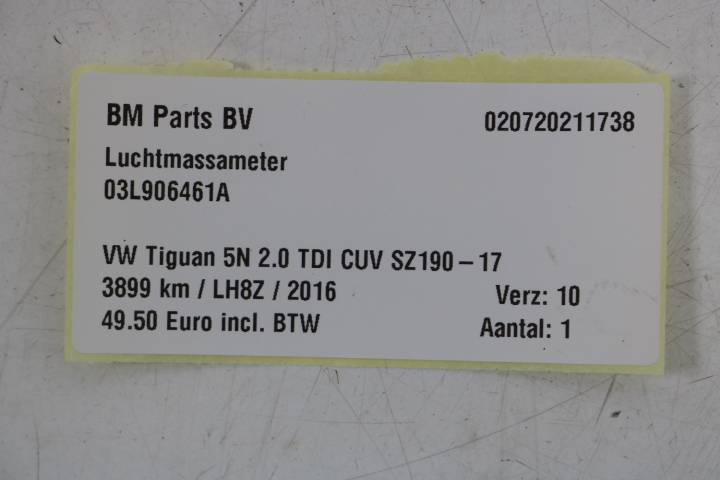 BM Parts BV 020720211738
Luchtmassameter
03L906461A
VW Tiguan 5N 2.0 TDI CUV SZ190-17
3899 km / LH8Z / 2016 Verz: 10
49.50 Euro incl. BTW Aantal: 1